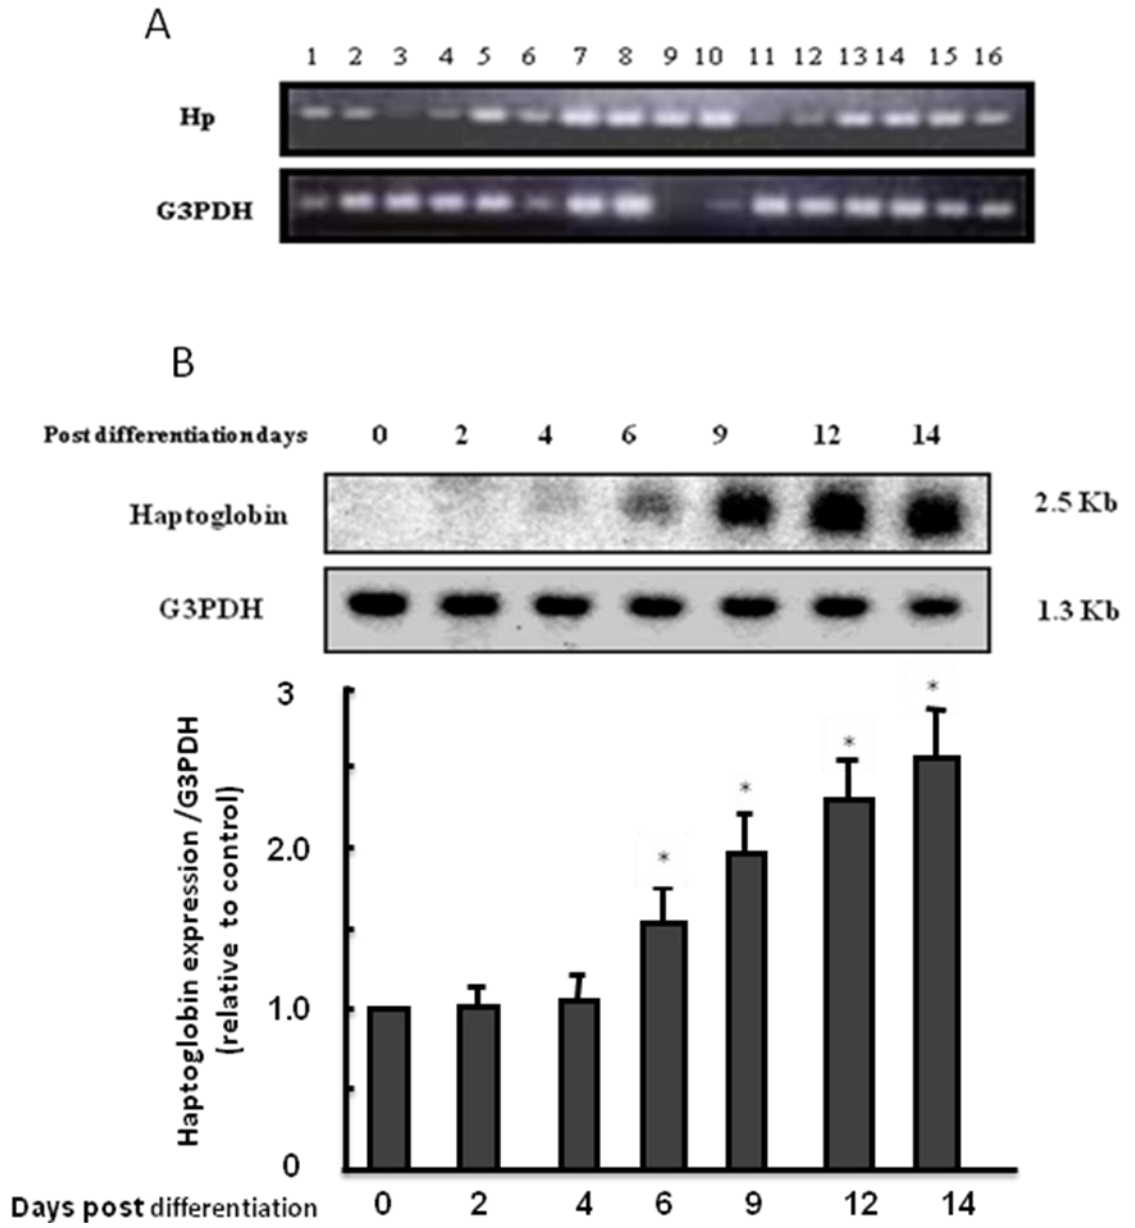 A
1 2 3 4 5 6 7 8 9 10 11 12 13 14 15 16
Hp
G3PDH
B
Post differentiation days 0 2 4 6 9 12 14
Haptoglobin 2.5 Kb
G3PDH 1.3 Kb
Haptoglobin expression /G3PDH
(relative to control)
3
2.0
1.0
0
* * * *
Days post differentiation 0 2 4 6 9 12 14